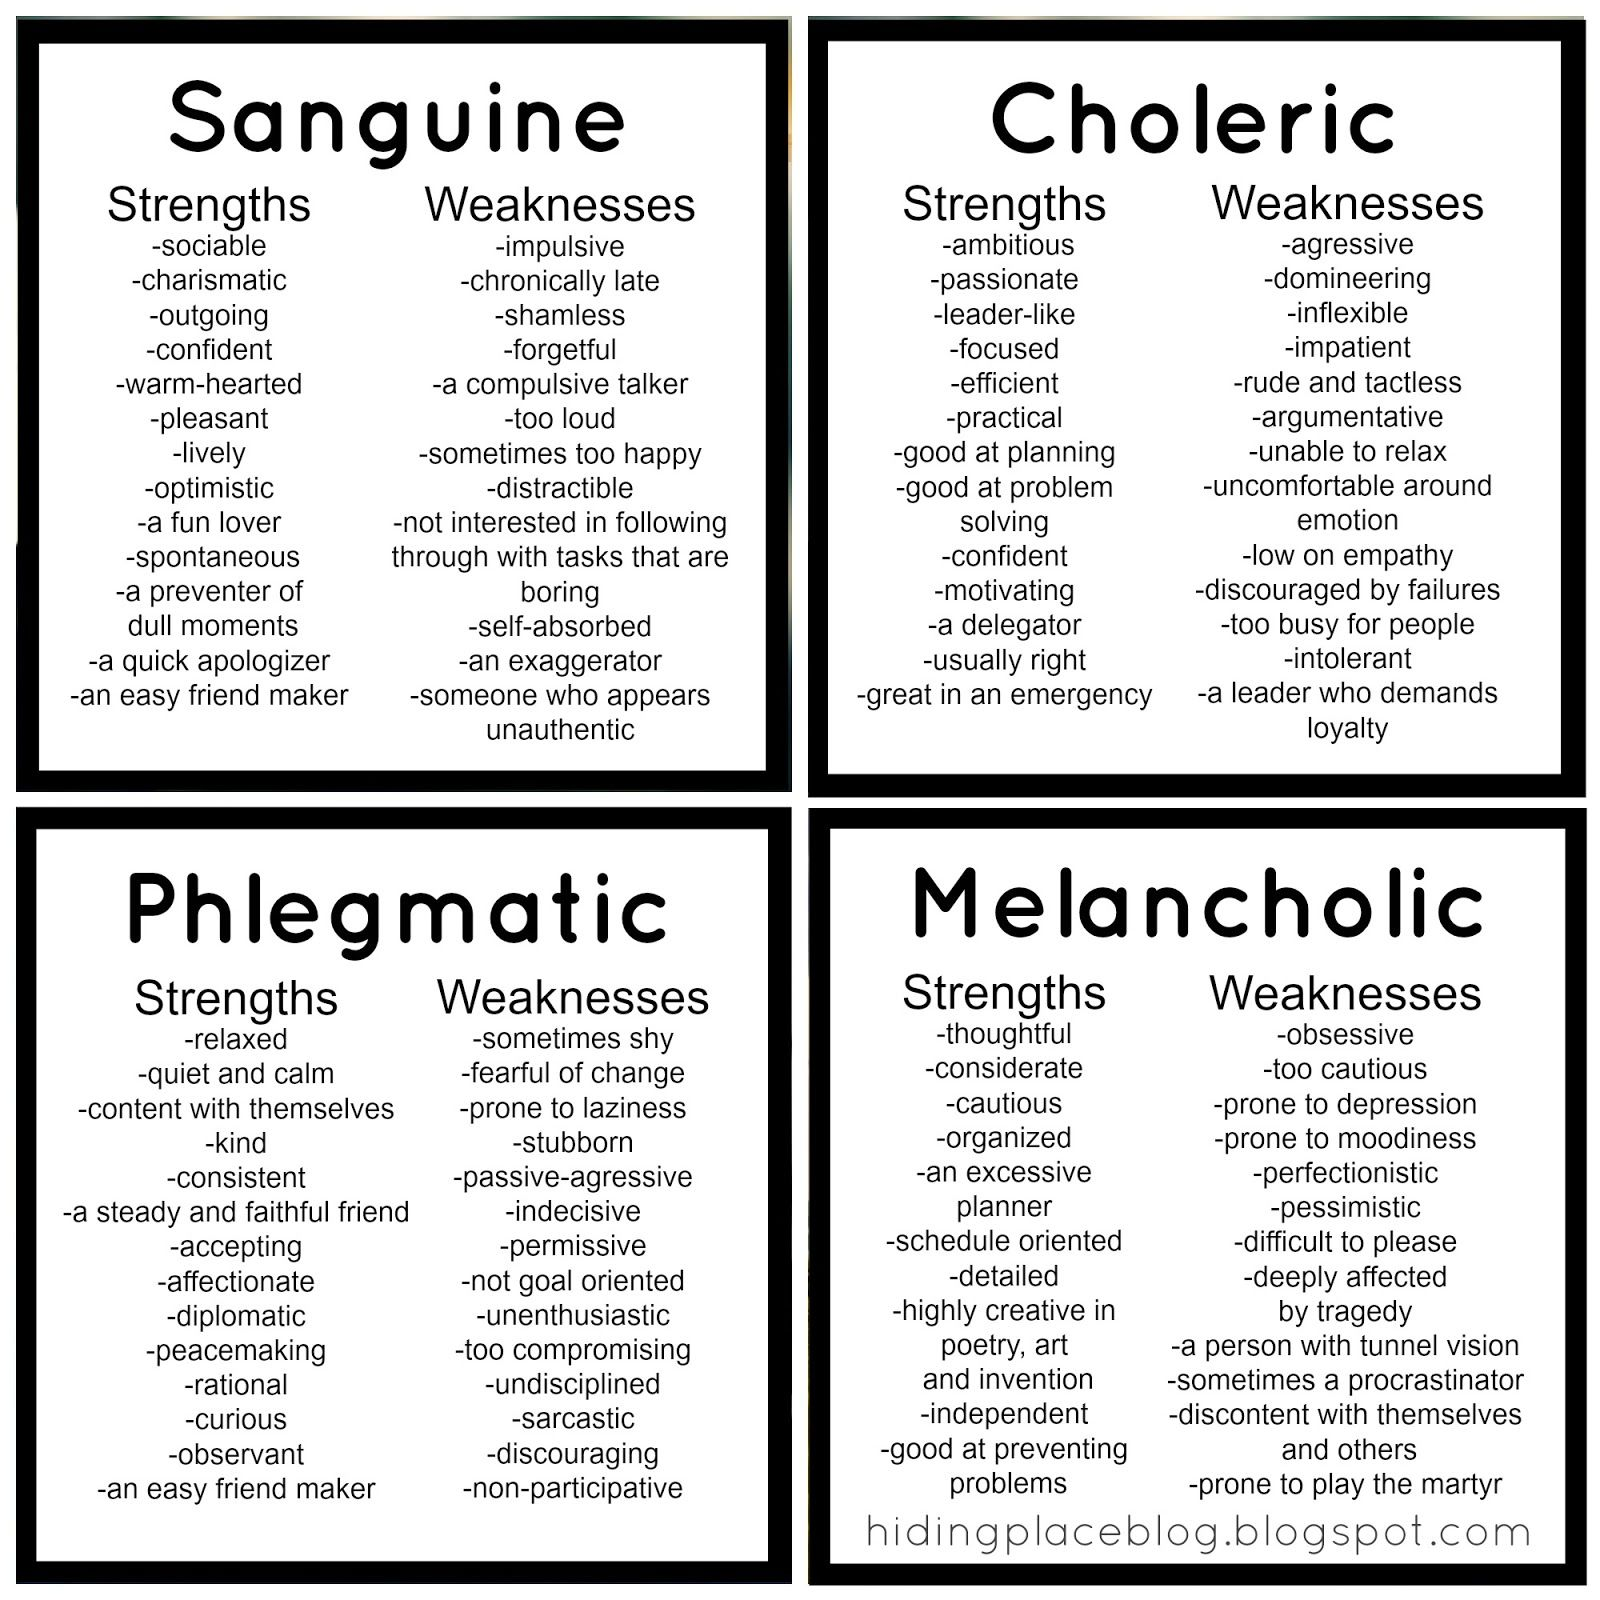 Sanguine
Strengths
-sociable
-charismatic
-outgoing
-confident
-warm-hearted
-pleasant
-lively
-optimistic
-a fun lover
-spontaneous
-a preventer of
dull moments
-a quick apologizer
-an easy friend maker
Weaknesses
-impulsive
-chronically late
-shamless
-forgetful
-a compulsive talker
-too loud
-sometimes too happy
-distractible
-not interested in following
through with tasks that are
boring
-self-absorbed
-an exaggerator
-someone who appears
unauthentic
Choleric
Strengths
-ambitious
-passionate
-leader-like
-focused
-efficient
-practical
-good at planning
-good at problem
solving
-confident
-motivating
-a delegator
-usually right
-great in an emergency
Weaknesses
-agressive
-domineering
-inflexible
-impatient
-rude and tactless
-argumentative
-unable to relax
-uncomfortable around
emotion
-low on empathy
-discouraged by failures
-too busy for people
-intolerant
-a leader who demands
loyalty
Phlegmatic
Strengths
-relaxed
-quiet and calm
-content with themselves
-kind
-consistent
-a steady and faithful friend
-accepting
-affectionate
-diplomatic
-peacemaking
-rational
-curious
-observant
-an easy friend maker
Weaknesses
-sometimes shy
-fearful of change
-prone to laziness
-stubborn
-passive-agressive
-indecisive
-permissive
-not goal oriented
-unenthusiastic
-too compromising
-undisciplined
-sarcastic
-discouraging
-non-participative
Melancholic
Strengths
-thoughtful
-considerate
-cautious
-organized
-an excessive
planner
-schedule oriented
-detailed
-highly creative in
poetry, art
and invention
-independent
-good at preventing
problems
Weaknesses
-obsessive
-too cautious
-prone to depression
-prone to moodiness
-perfectionistic
-pessimistic
-difficult to please
-deeply affected
by tragedy
-a person with tunnel vision
-sometimes a procrastinator
-discontent with themselves
and others
-prone to play the martyr
hidingplaceblog.blogspot.com